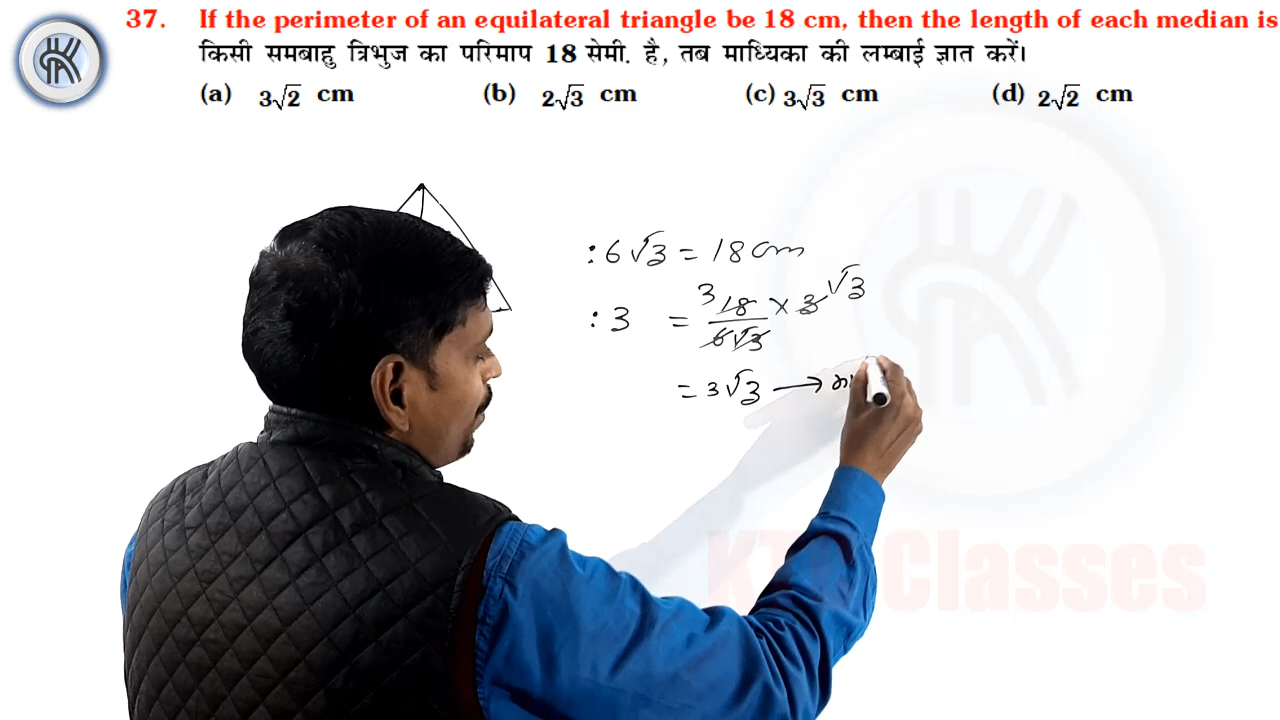 37. If the perimeter of an equilateral triangle be 18 cm, then the length of each median is
किसी समबाहु त्रिभुज का परिमाप 18 सेमी. है, तब माध्यिका की लम्बाई ज्ञात करें।
(a) 3√2 cm (b) 2√3 cm (c) 3√3 cm (d) 2√2 cm
: 6√3 = 18 cm
: 3 = 3 18/6√3 × 3 √3
= 3√3 →
Classes